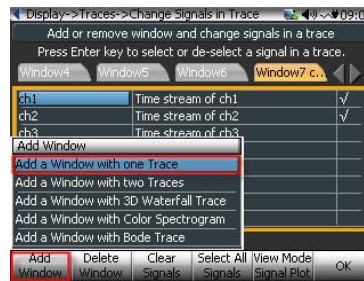 Display->Traces->Change Signals in Trace 09:0
Add or remove window and change signals in a trace
Press Enter key to select or de-select a signal in a trace.
Window4 Window5 Window6 Window7 c..
ch1 Time stream of ch1 √
ch2 Time stream of ch2 √
ch3 Time stream of ch3
Add Window
Add a Window with one Trace
Add a Window with two Traces
Add a Window with 3D Waterfall Trace
Add a Window with Color Spectrogram
Add a Window with Bode Trace
Add Window Delete Window Clear Signals Select All Signals View Mode Signal Plot OK